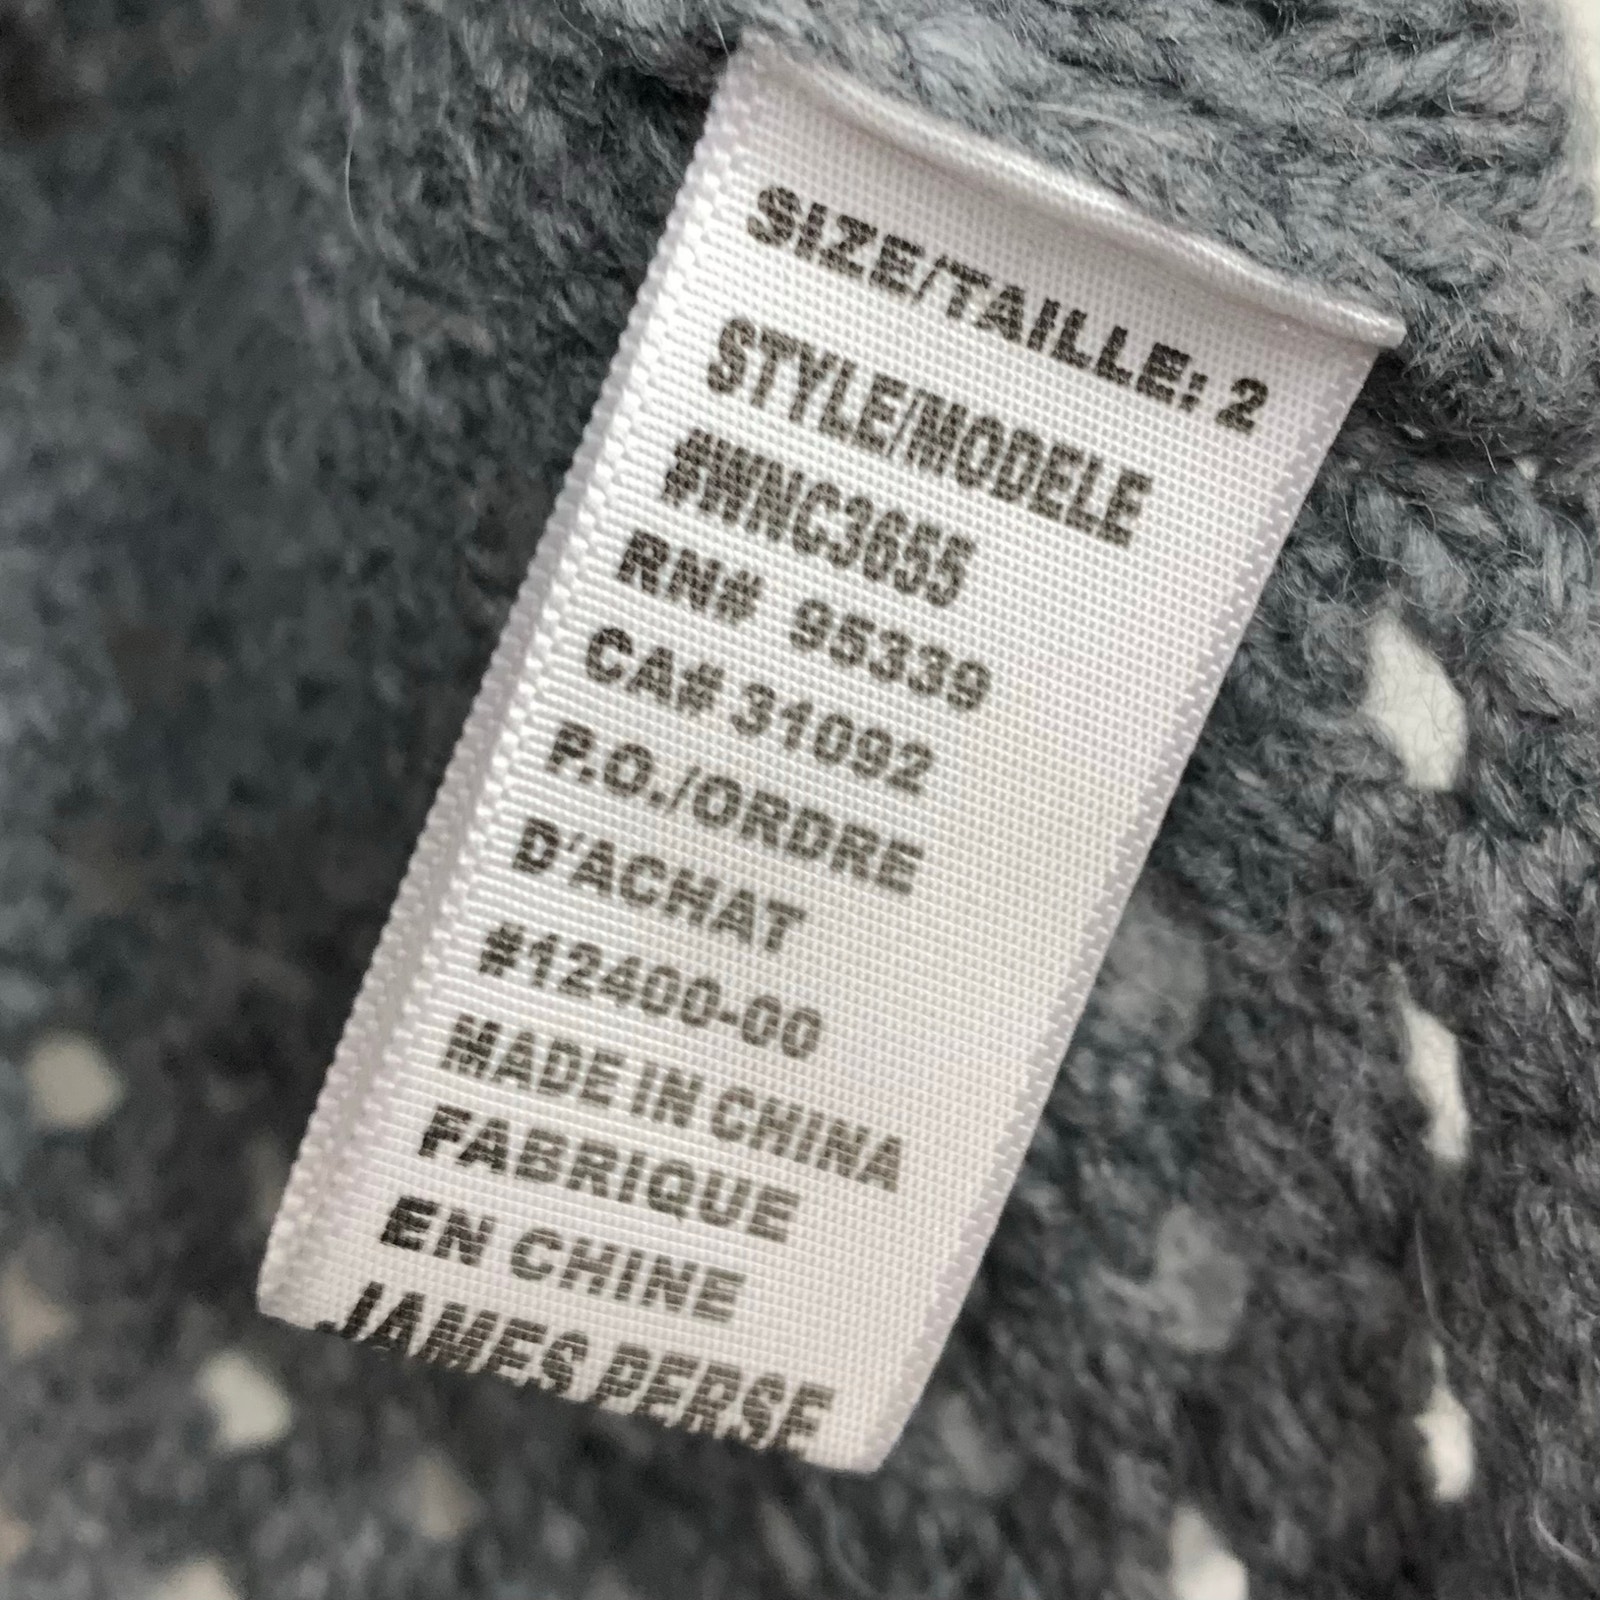 SIZE/TAILLE: 2
STYLE/MODELE
#WNC3655
RN# 95339
CA# 31092
P.O./ORDRE
D'ACHAT
#12400-00
MADE IN CHINA
FABRIQUE
EN CHINE
JAMES PERSE